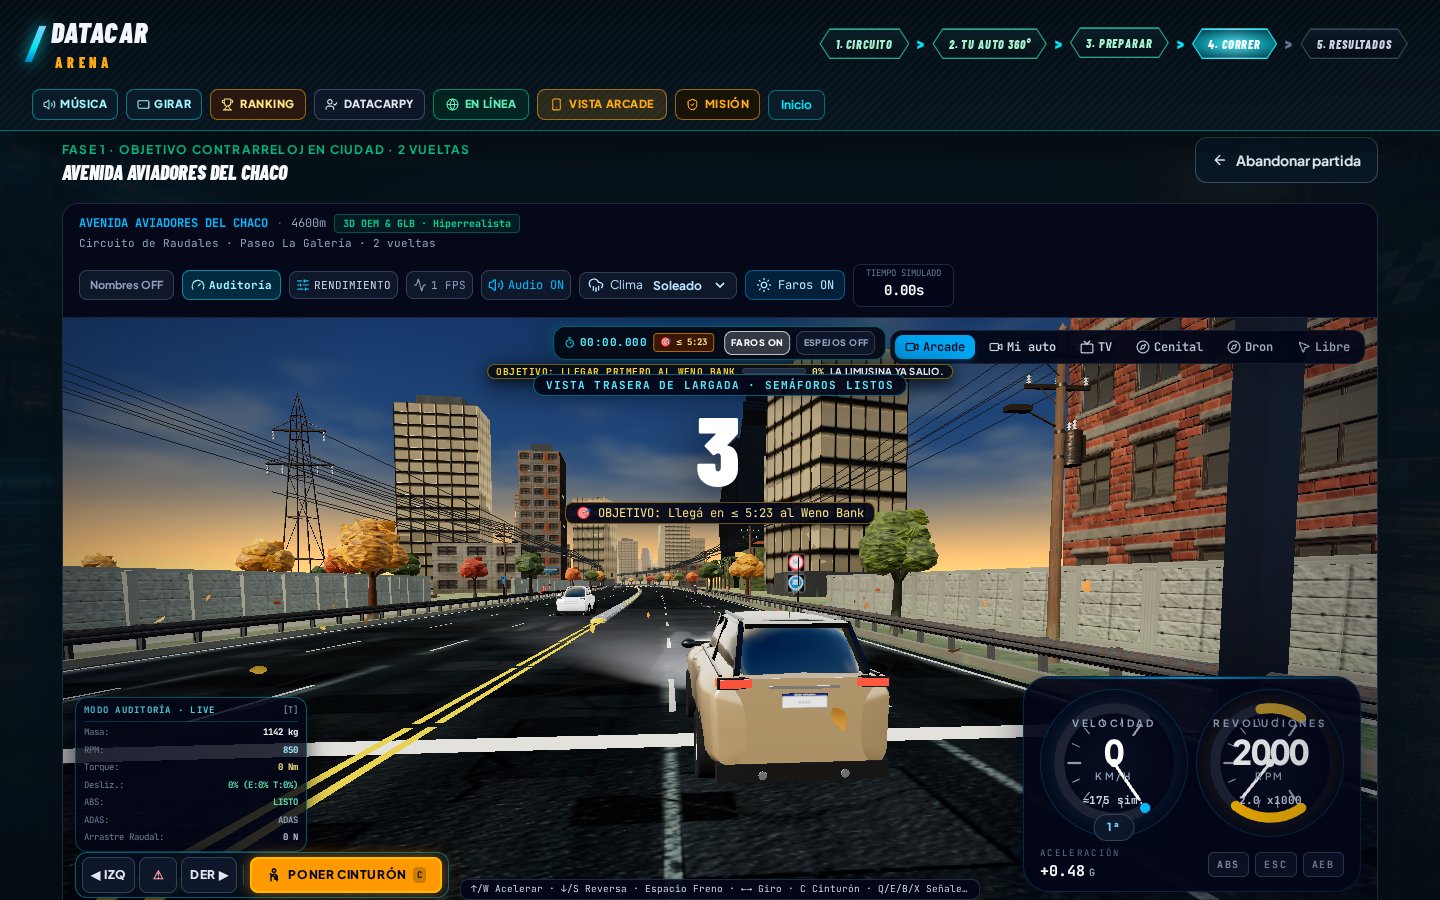 DATACAR
ARENA
1. CIRCUITO > 2. TU AUTO 360° > 3. PREPARAR > 4. CORRER > 5. RESULTADOS
MÚSICA GIRAR RANKING DATACARPY EN LÍNEA VISTA ARCADE MISIÓN Inicio
FASE 1 · OBJETIVO CONTRARRELOJ EN CIUDAD · 2 VUELTAS
AVENIDA AVIADORES DEL CHACO
← Abandonar partida
AVENIDA AVIADORES DEL CHACO · 4600m 3D OEM & GLB · Hiperrealista
Circuito de Raudales · Paseo La Galería · 2 vueltas
Nombres OFF Auditoría RENDIMIENTO 1 FPS Audio ON Clima Soleado Faros ON
TIEMPO SIMULADO
0.00s
00:00.000 🎯 ≤ 5:23 FAROS ON ESPEJOS OFF
Arcade Mi auto TV Cenital Dron Libre
OBJETIVO: LLEGAR PRIMERO AL WENO BANK 0% LA LIMUSINA YA SALIO.
VISTA TRASERA DE LARGADA · SEMÁFOROS LISTOS
3
🎯 OBJETIVO: Llegá en ≤ 5:23 al Weno Bank
MODO AUDITORÍA · LIVE [T]
Masa: 1142 kg
RPM: 850
Torque: 0 Nm
Desliz.: 0% (E:0% T:0%)
ABS: LISTO
ADAS: ADAS
Arrastre Raudal: 0 N
◀ IZQ ⚠ DER ▶ PONER CINTURÓN C
VELOCIDAD
0
KM/H
≈175 sim.
1ª
REVOLUCIONES
2000
RPM
2.0 x1000
ACELERACIÓN
+0.48 G
ABS ESC AEB
↑/W Acelerar · ↓/S Reversa · Espacio Freno · ←→ Giro · C Cinturón · Q/E/B/X Señale…